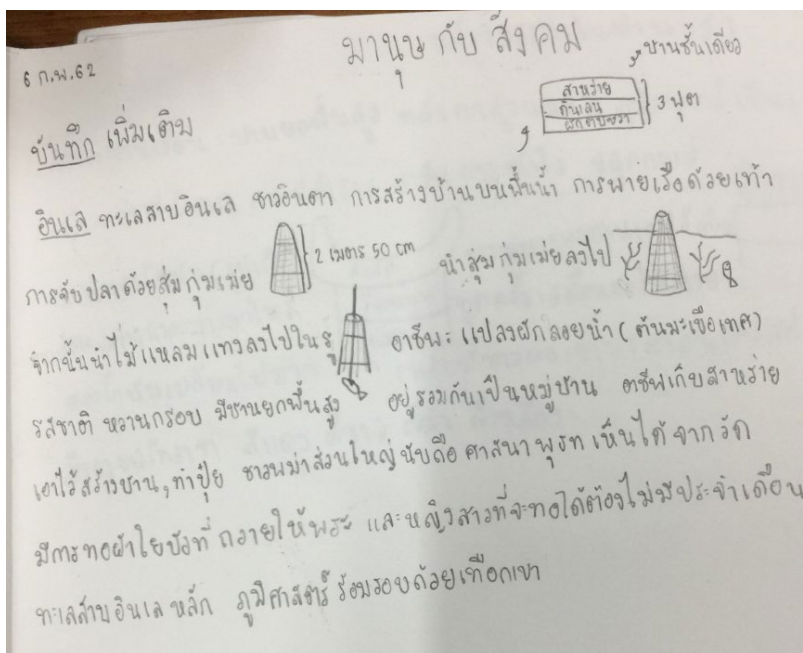 มานุษ กับ สังคม
6 ก.พ.62
บ้านชั้นเดียว
สาหร่าย
ดินเลน
ผักตบชวา
3 ฟุต
บันทึก เพิ่มเติม
อินเล ทะเลสาบอินเล ชาวอินตา การสร้างบ้านบนพื้นน้ำ การพายเรือด้วยเท้า
การจับปลาด้วยสุ่ม กุ่มเม่ย 2 เมตร 50 cm นำสุ่มกุ่มเม่ยลงไป
จากนั้นนำไม้แหลมแทงลงไปในรู อาชีพ: แปลงผักลอยน้ำ (ต้นมะเขือเทศ)
รสชาติ หวานกรอบ มีชานยกพื้นสูง อยู่รวมกันเป็นหมู่บ้าน อาชีพเก็บสาหร่าย
เอาไว้สร้างบ้าน, ทำปุ๋ย ชาวพม่าส่วนใหญ่นับถือ ศาสนา พุธท เห็นได้จากวัด
มีการทอผ้าใยบัวที่ ถวายให้พระ และหญิงสาวที่จะทอได้ต้องไม่มีประจำเดือน
ทะเลสาบอินเล หลัก ภูมิศาสตร์ ร้อมรอบด้วยเทือกเขา